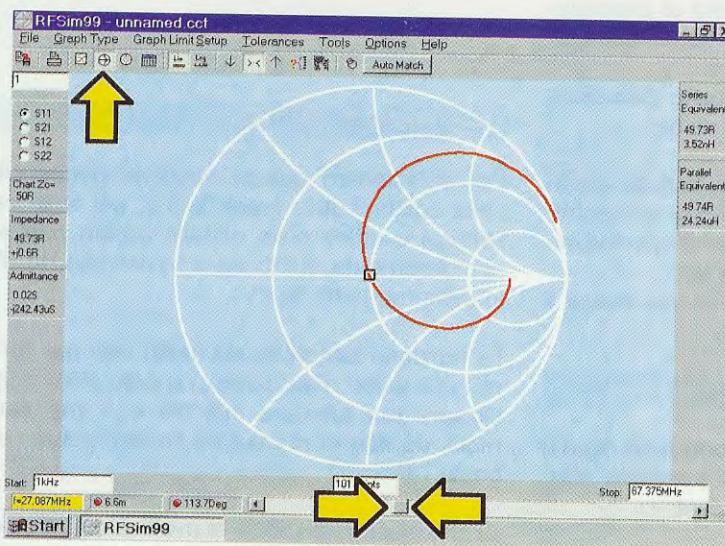 RFSim99 - unnamed.cct
File Graph Type Graph Limit Setup Tolerances Tools Options Help
Auto Match
1
S11
S21
S12
S22
Chart Zo=
50R
Impedance
49.73R
+j0.6R
Admittance
0.02S
-j242.43uS
Series
Equivalent
49.73R
3.52nH
Parallel
Equivalent
49.74R
24.24uH
Start: 1kHz
101
Stop: 67.375MHz
f=27.087MHz 6.6m 113.7Deg
Start RFSim99